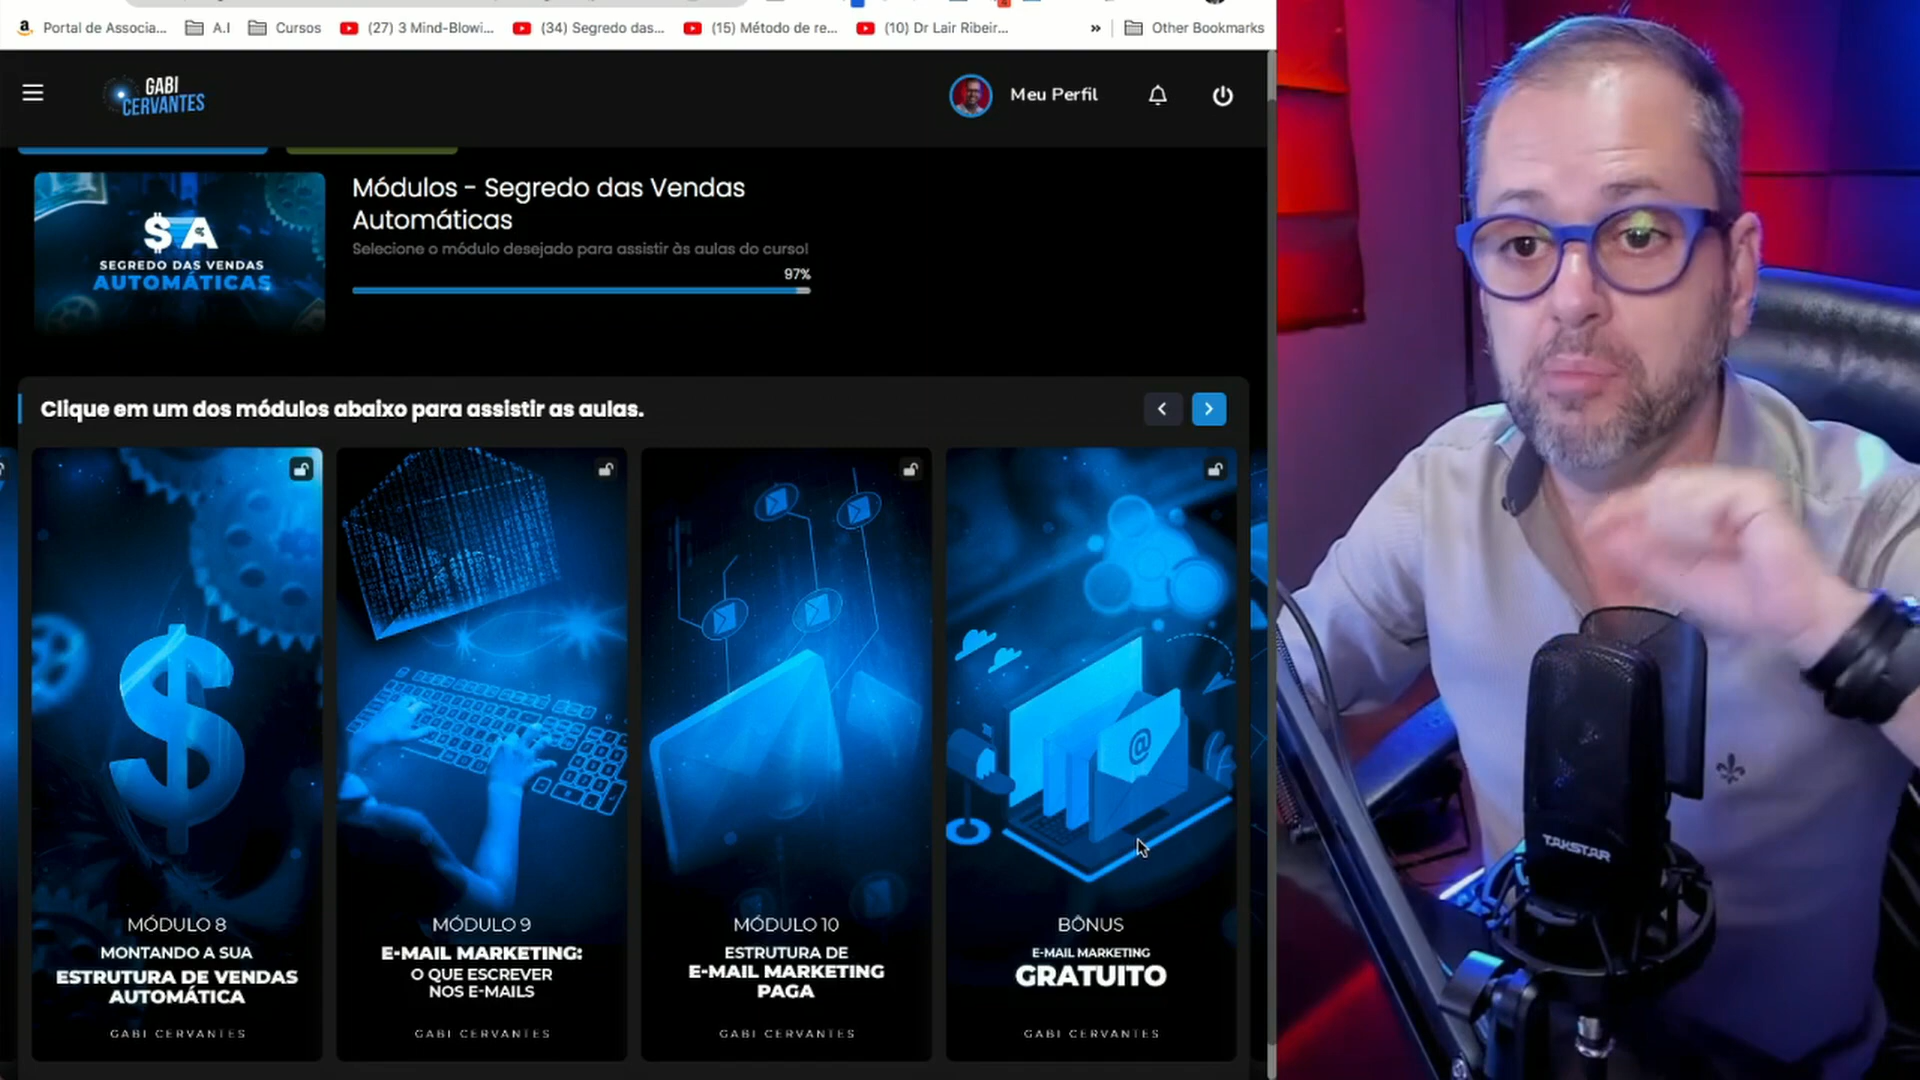 Portal de Associa...
A.I
Cursos
(27) 3 Mind-Blowi...
(34) Segredo das...
(15) Método de re...
(10) Dr Lair Ribeir...
»
Other Bookmarks
GABI
CERVANTES
Meu Perfil
$A
SEGREDO DAS VENDAS
AUTOMÁTICAS
Módulos - Segredo das Vendas
Automáticas
Selecione o módulo desejado para assistir às aulas do curso!
97%
Clique em um dos módulos abaixo para assistir as aulas.
MÓDULO 8
MONTANDO A SUA
ESTRUTURA DE VENDAS
AUTOMÁTICA
GABI CERVANTES
MÓDULO 9
E-MAIL MARKETING:
O QUE ESCREVER
NOS E-MAILS
GABI CERVANTES
MÓDULO 10
ESTRUTURA DE
E-MAIL MARKETING
PAGA
GABI CERVANTES
@
BÔNUS
E-MAIL MARKETING
GRATUITO
GABI CERVANTES
TAKSTAR